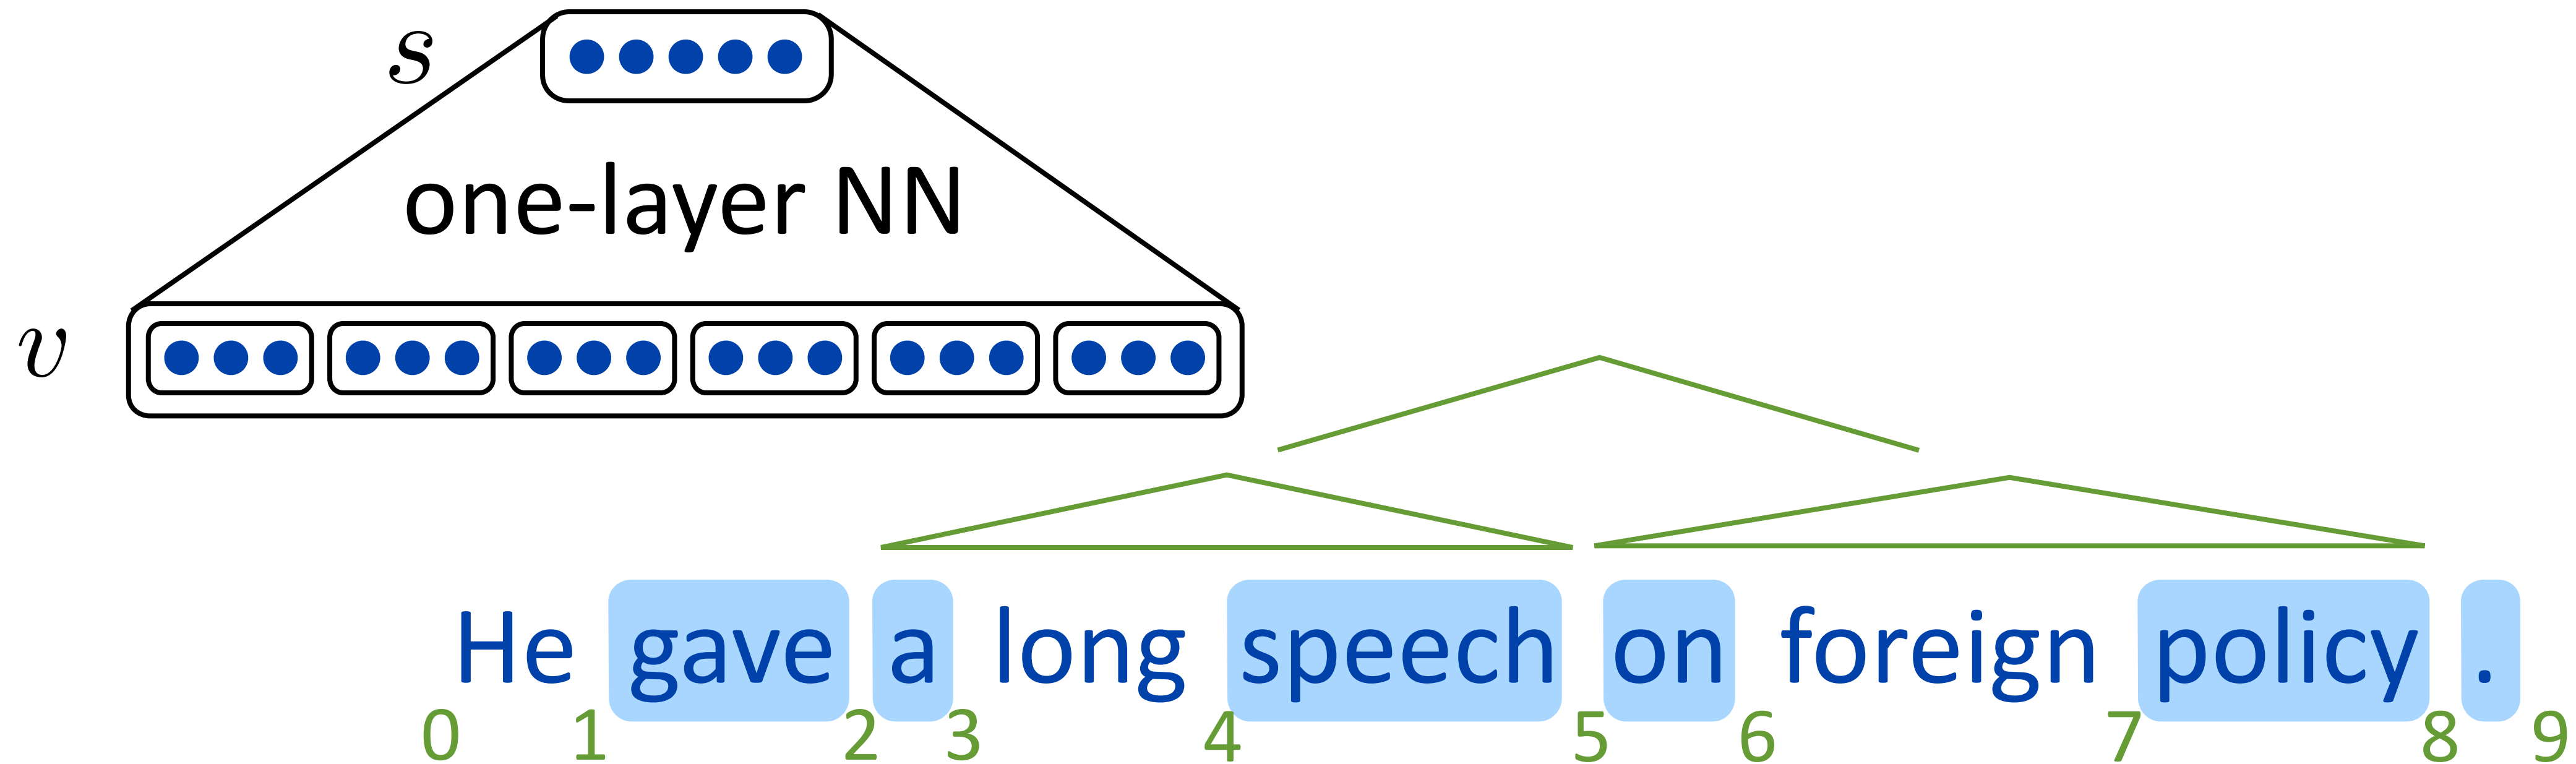 s
one-layer NN
v
He gave a long speech on foreign policy .
0 1 2 3 4 5 6 7 8 9